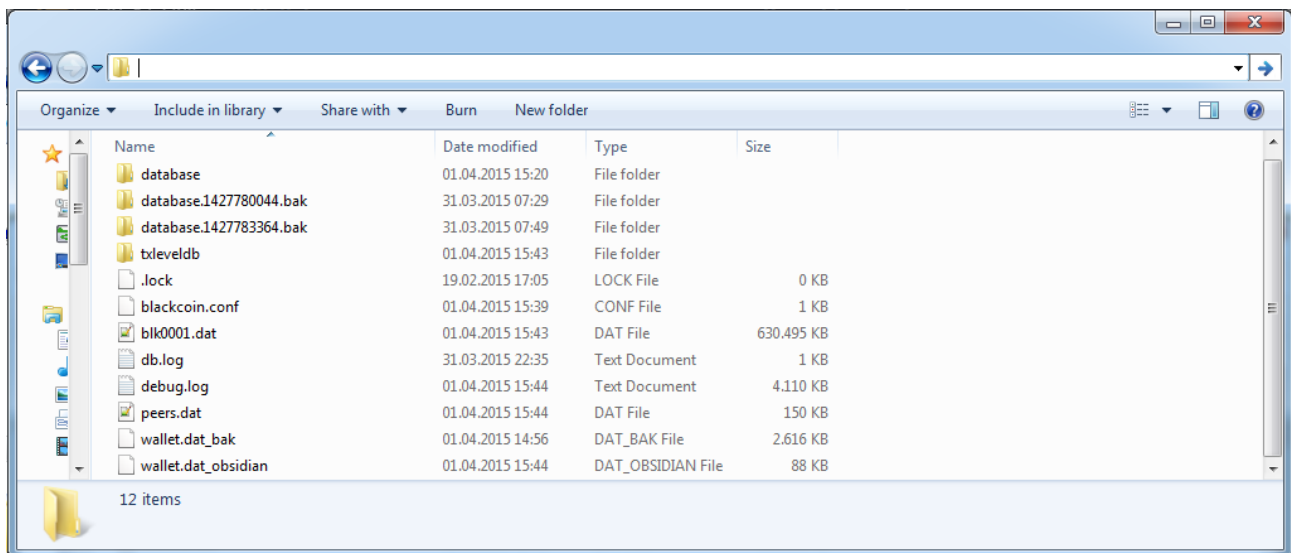 Organize Include in library Share with Burn New folder
Name Date modified Type Size
database 01.04.2015 15:20 File folder
database.1427780044.bak 31.03.2015 07:29 File folder
database.1427783364.bak 31.03.2015 07:49 File folder
txleveldb 01.04.2015 15:43 File folder
.lock 19.02.2015 17:05 LOCK File 0 KB
blackcoin.conf 01.04.2015 15:39 CONF File 1 KB
blk0001.dat 01.04.2015 15:43 DAT File 630.495 KB
db.log 31.03.2015 22:35 Text Document 1 KB
debug.log 01.04.2015 15:44 Text Document 4.110 KB
peers.dat 01.04.2015 15:44 DAT File 150 KB
wallet.dat_bak 01.04.2015 14:56 DAT_BAK File 2.616 KB
wallet.dat_obsidian 01.04.2015 15:44 DAT_OBSIDIAN File 88 KB
12 items